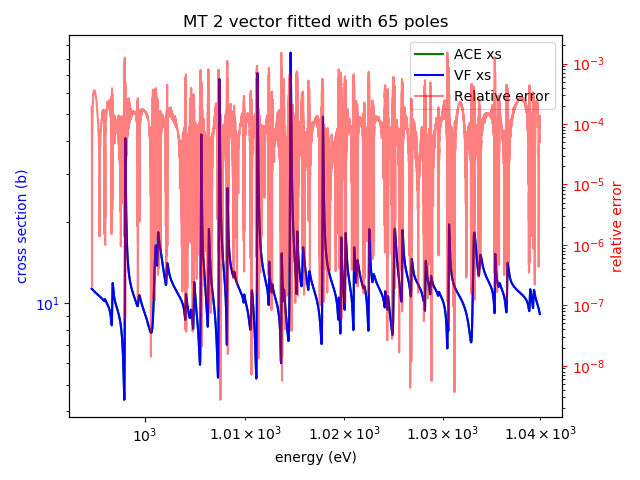 MT 2 vector fitted with 65 poles
ACE xs
VF xs
Relative error
cross section (b)
10¹
10⁻³
10⁻⁴
10⁻⁵
10⁻⁶
10⁻⁷
10⁻⁸
relative error
10³
1.01 × 10³
1.02 × 10³
1.03 × 10³
1.04 × 10³
energy (eV)